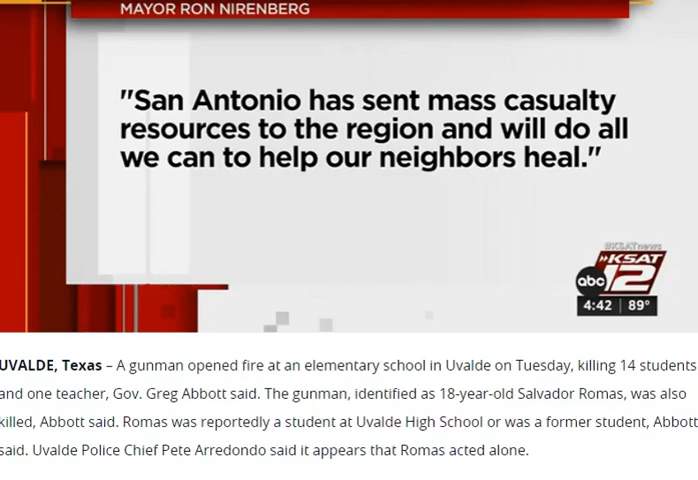 MAYOR RON NIRENBERG
"San Antonio has sent mass casualty
resources to the region and will do all
we can to help our neighbors heal."
#KSATnews
KSAT
abc 12
4:42 89°
UVALDE, Texas – A gunman opened fire at an elementary school in Uvalde on Tuesday, killing 14 students
and one teacher, Gov. Greg Abbott said. The gunman, identified as 18-year-old Salvador Romas, was also
killed, Abbott said. Romas was reportedly a student at Uvalde High School or was a former student, Abbott
said. Uvalde Police Chief Pete Arredondo said it appears that Romas acted alone.